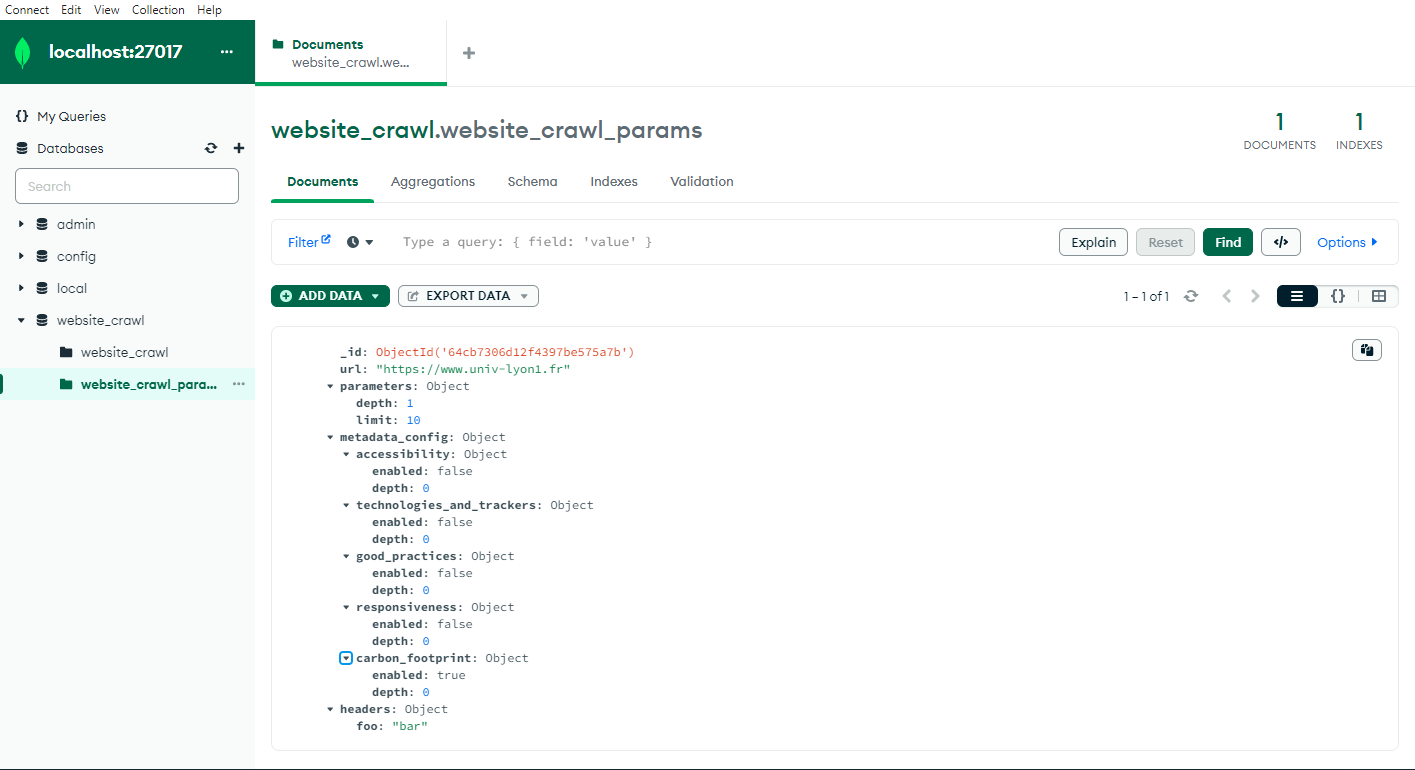 Connect Edit View Collection Help
localhost:27017 ...
Documents
website_crawl.we...
My Queries
Databases
Search
admin
config
local
website_crawl
website_crawl
website_crawl_para... ...
website_crawl.website_crawl_params
1
DOCUMENTS
1
INDEXES
Documents Aggregations Schema Indexes Validation
Filter Type a query: { field: 'value' } Explain Reset Find </> Options
ADD DATA EXPORT DATA 1 – 1 of 1 {}
_id: ObjectId('64cb7306d12f4397be575a7b')
url: "https://www.univ-lyon1.fr"
parameters: Object
depth: 1
limit: 10
metadata_config: Object
accessibility: Object
enabled: false
depth: 0
technologies_and_trackers: Object
enabled: false
depth: 0
good_practices: Object
enabled: false
depth: 0
responsiveness: Object
enabled: false
depth: 0
carbon_footprint: Object
enabled: true
depth: 0
headers: Object
foo: "bar"